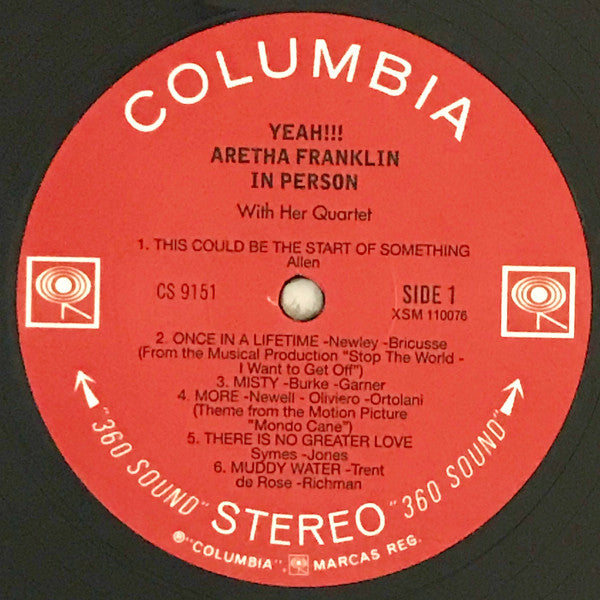 COLUMBIA
YEAH!!!
ARETHA FRANKLIN
IN PERSON
With Her Quartet
1. THIS COULD BE THE START OF SOMETHING
Allen
CS 9151
SIDE 1
XSM 110076
2. ONCE IN A LIFETIME -Newley -Bricusse
(From the Musical Production "Stop The World -
I Want to Get Off")
3. MISTY -Burke -Garner
4. MORE -Newell - Oliviero -Ortolani
(Theme from the Motion Picture
"Mondo Cane")
5. THERE IS NO GREATER LOVE
Symes -Jones
6. MUDDY WATER -Trent
de Rose -Richman
"360 SOUND" STEREO "360 SOUND"
℗"COLUMBIA", MARCAS REG.